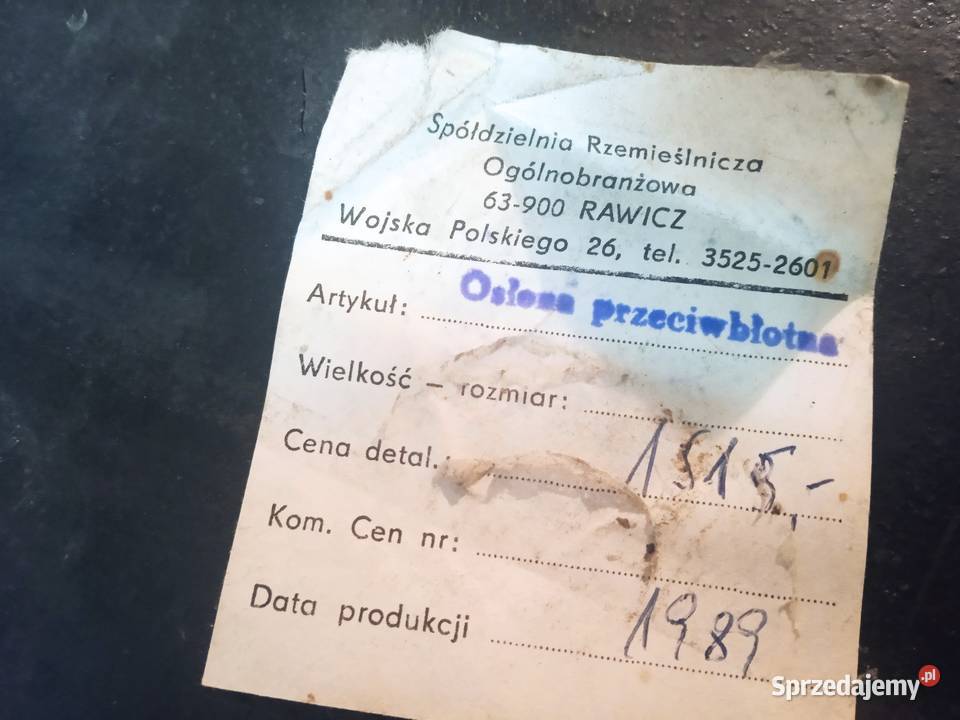 Spółdzielnia Rzemieślnicza
Ogólnobranżowa
63-900 RAWICZ
Wojska Polskiego 26, tel. 3525-2601
Artykuł: Osłona przeciwbłotna
Wielkość – rozmiar:
Cena detal.: 1515,-
Kom. Cen nr:
Data produkcji 1989
Sprzedajemy.pl